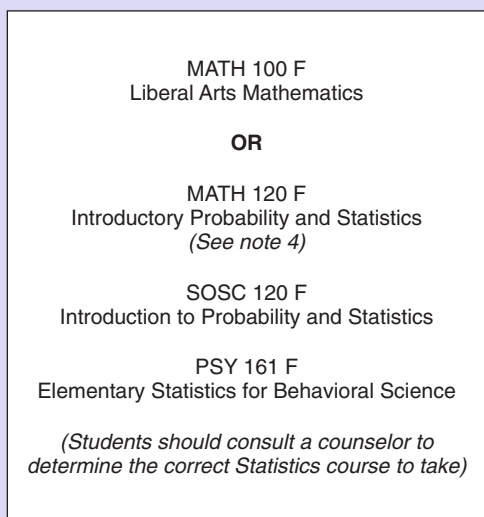 MATH 100 F
Liberal Arts Mathematics
OR
MATH 120 F
Introductory Probability and Statistics
(See note 4)
SOSC 120 F
Introduction to Probability and Statistics
PSY 161 F
Elementary Statistics for Behavioral Science
(Students should consult a counselor to
determine the correct Statistics course to take)